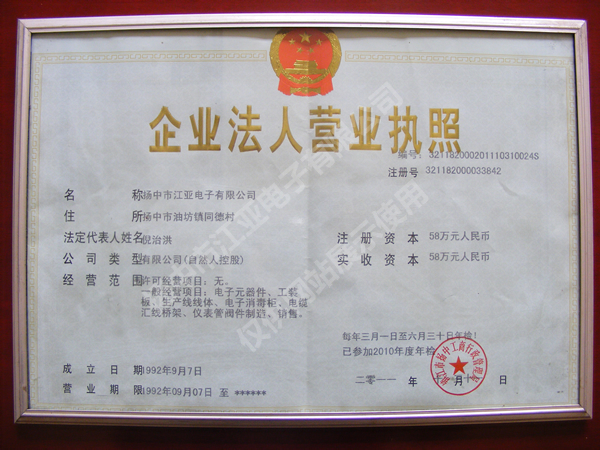 企业法人营业执照
编号：321182000201110310024S
注册号 321182000033842
名 称 扬中市江亚电子有限公司
住 所 扬中市油坊镇同德村
法定代表人姓名 倪治洪
公司类型 有限公司(自然人控股)
经营范围 许可经营项目：无。
一般经营项目：电子元器件、工装
板、生产线线体、电子消毒柜、电缆
汇线桥架、仪表管阀件制造、销售。
注册资本 58万元人民币
实收资本 58万元人民币
每年三月一日至六月三十日年检！
已参加2010年度年检
成立日期 1992年9月7日
营业期限 1992年09月07日 至 ******
二〇一一 年 月 日